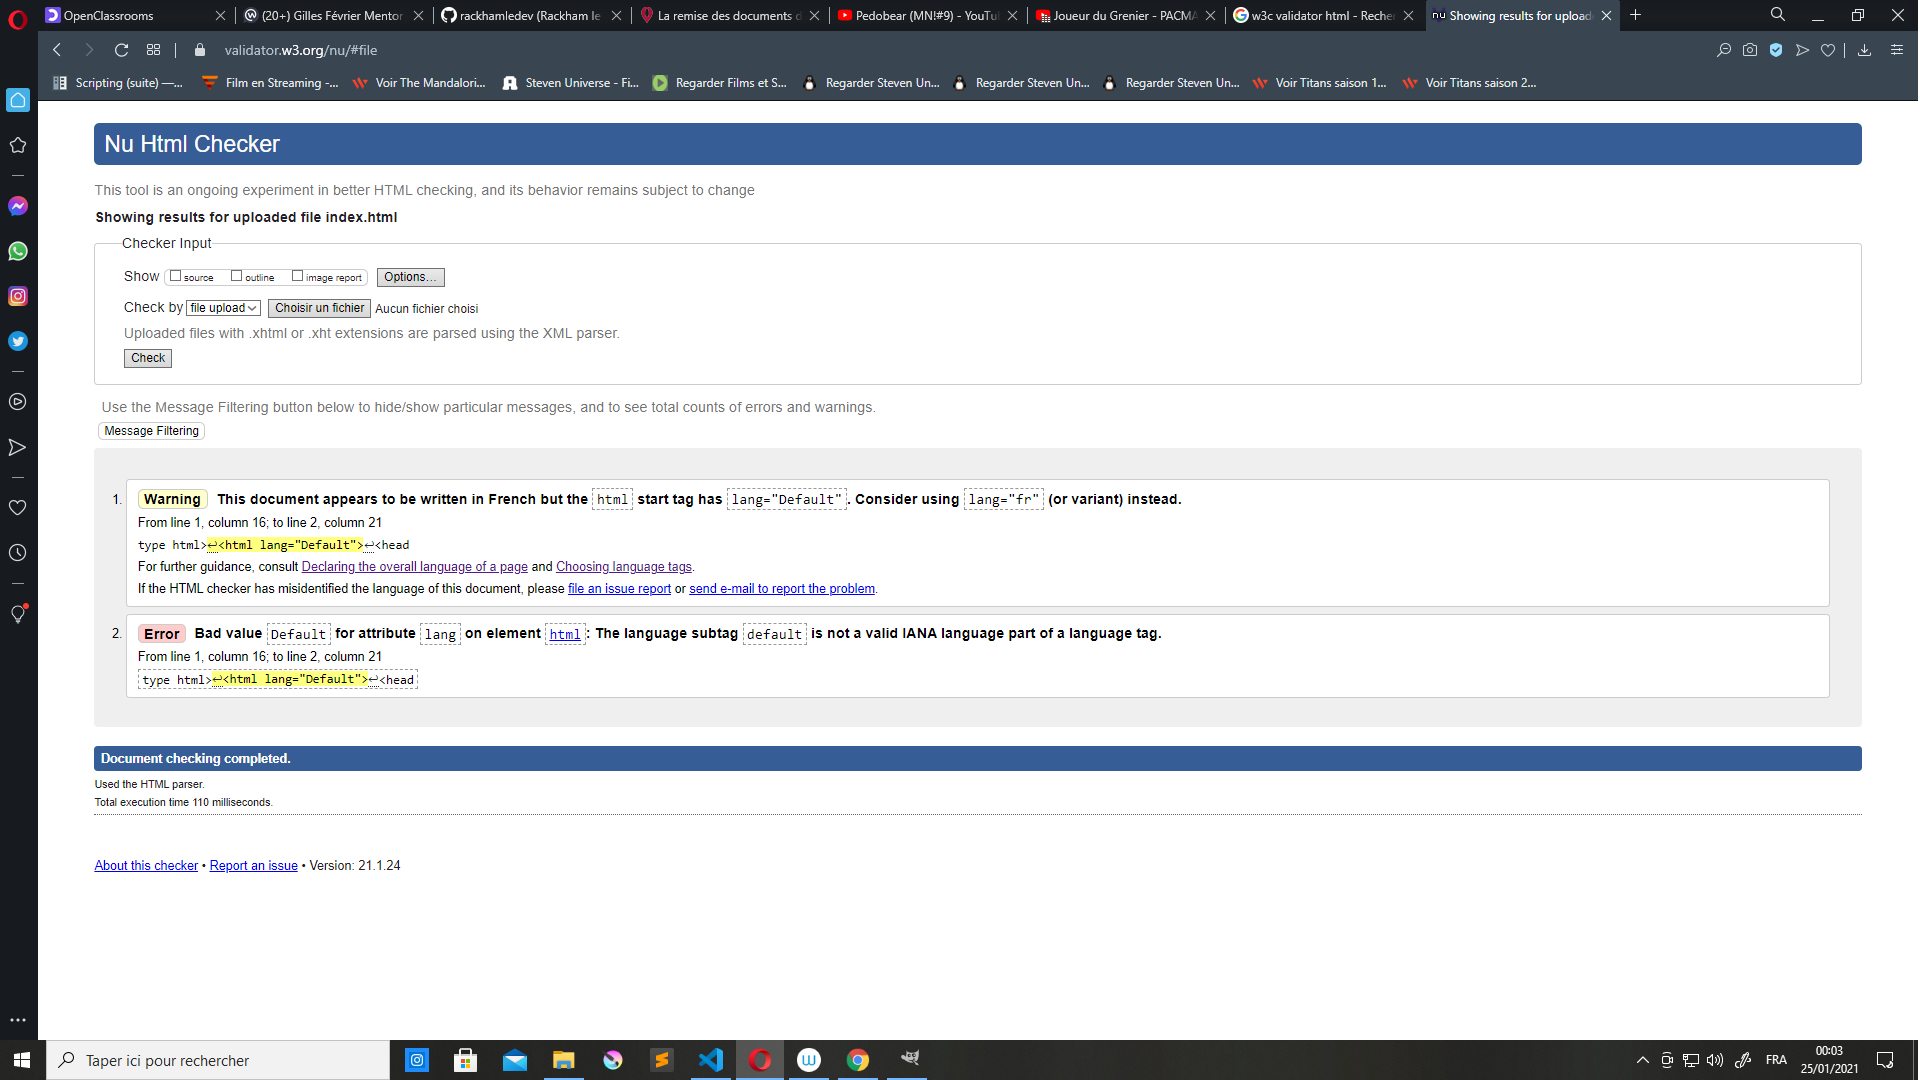 OpenClassrooms
(20+) Gilles Février Mentor
rackhamledev (Rackham le
La remise des documents d
Pedobear (MN!#9) - YouTu
Joueur du Grenier - PACMA
w3c validator html - Recher
nu Showing results for upload
validator.w3.org/nu/#file
Scripting (suite) —...
Film en Streaming -...
Voir The Mandalori...
Steven Universe - Fi...
Regarder Films et S...
Regarder Steven Un...
Regarder Steven Un...
Regarder Steven Un...
Voir Titans saison 1...
Voir Titans saison 2...
Nu Html Checker
This tool is an ongoing experiment in better HTML checking, and its behavior remains subject to change
Showing results for uploaded file index.html
Checker Input
Show source outline image report Options...
Check by file upload Choisir un fichier Aucun fichier choisi
Uploaded files with .xhtml or .xht extensions are parsed using the XML parser.
Check
Use the Message Filtering button below to hide/show particular messages, and to see total counts of errors and warnings.
Message Filtering
1. Warning This document appears to be written in French but the html start tag has lang="Default". Consider using lang="fr" (or variant) instead.
From line 1, column 16; to line 2, column 21
type html>↩<html lang="Default">↩<head
For further guidance, consult Declaring the overall language of a page and Choosing language tags.
If the HTML checker has misidentified the language of this document, please file an issue report or send e-mail to report the problem.
2. Error Bad value Default for attribute lang on element html: The language subtag default is not a valid IANA language part of a language tag.
From line 1, column 16; to line 2, column 21
type html>↩<html lang="Default">↩<head
Document checking completed.
Used the HTML parser.
Total execution time 110 milliseconds.
About this checker • Report an issue • Version: 21.1.24
Taper ici pour rechercher
FRA
00:03
25/01/2021